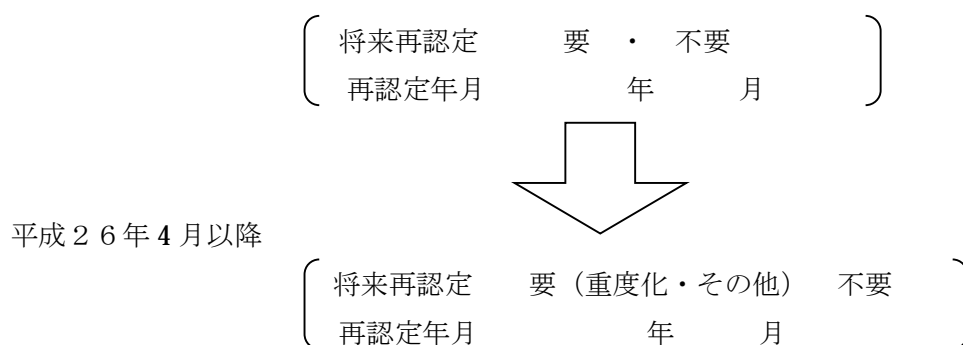 将来再認定　　要　・　不要
再認定年月　　　　　年　　　月
平成２６年4月以降
将来再認定　　要（重度化・その他）　不要
再認定年月　　　　　　年　　　月